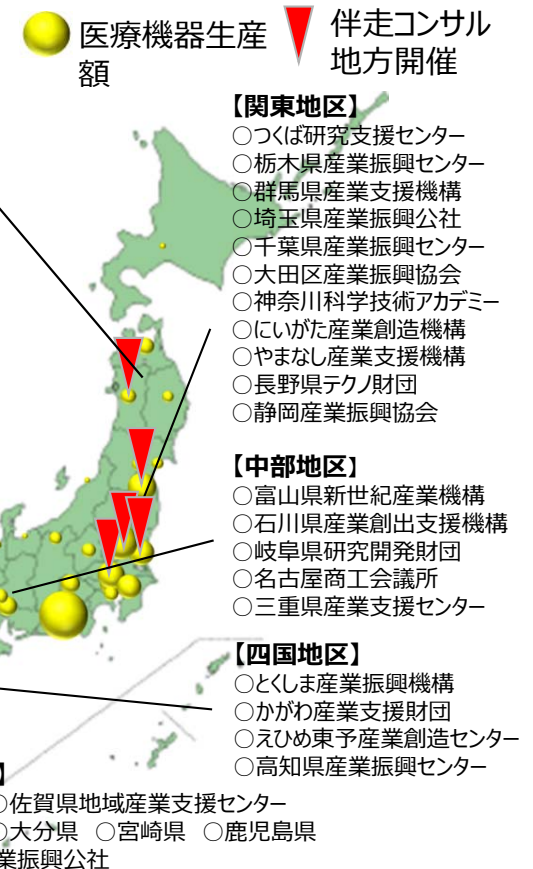 医療機器生産
額
伴走コンサル
地方開催
【関東地区】
○つくば研究支援センター
○栃木県産業振興センター
○群馬県産業支援機構
○埼玉県産業振興公社
○千葉県産業振興センター
○大田区産業振興協会
○神奈川科学技術アカデミー
○にいがた産業創造機構
○やまなし産業支援機構
○長野県テクノ財団
○静岡産業振興協会
【中部地区】
○富山県新世紀産業機構
○石川県産業創出支援機構
○岐阜県研究開発財団
○名古屋商工会議所
○三重県産業支援センター
【四国地区】
○とくしま産業振興機構
○かがわ産業支援財団
○えひめ東予産業創造センター
○高知県産業振興センター
】
○佐賀県地域産業支援センター
○大分県 ○宮崎県 ○鹿児島県
業振興公社